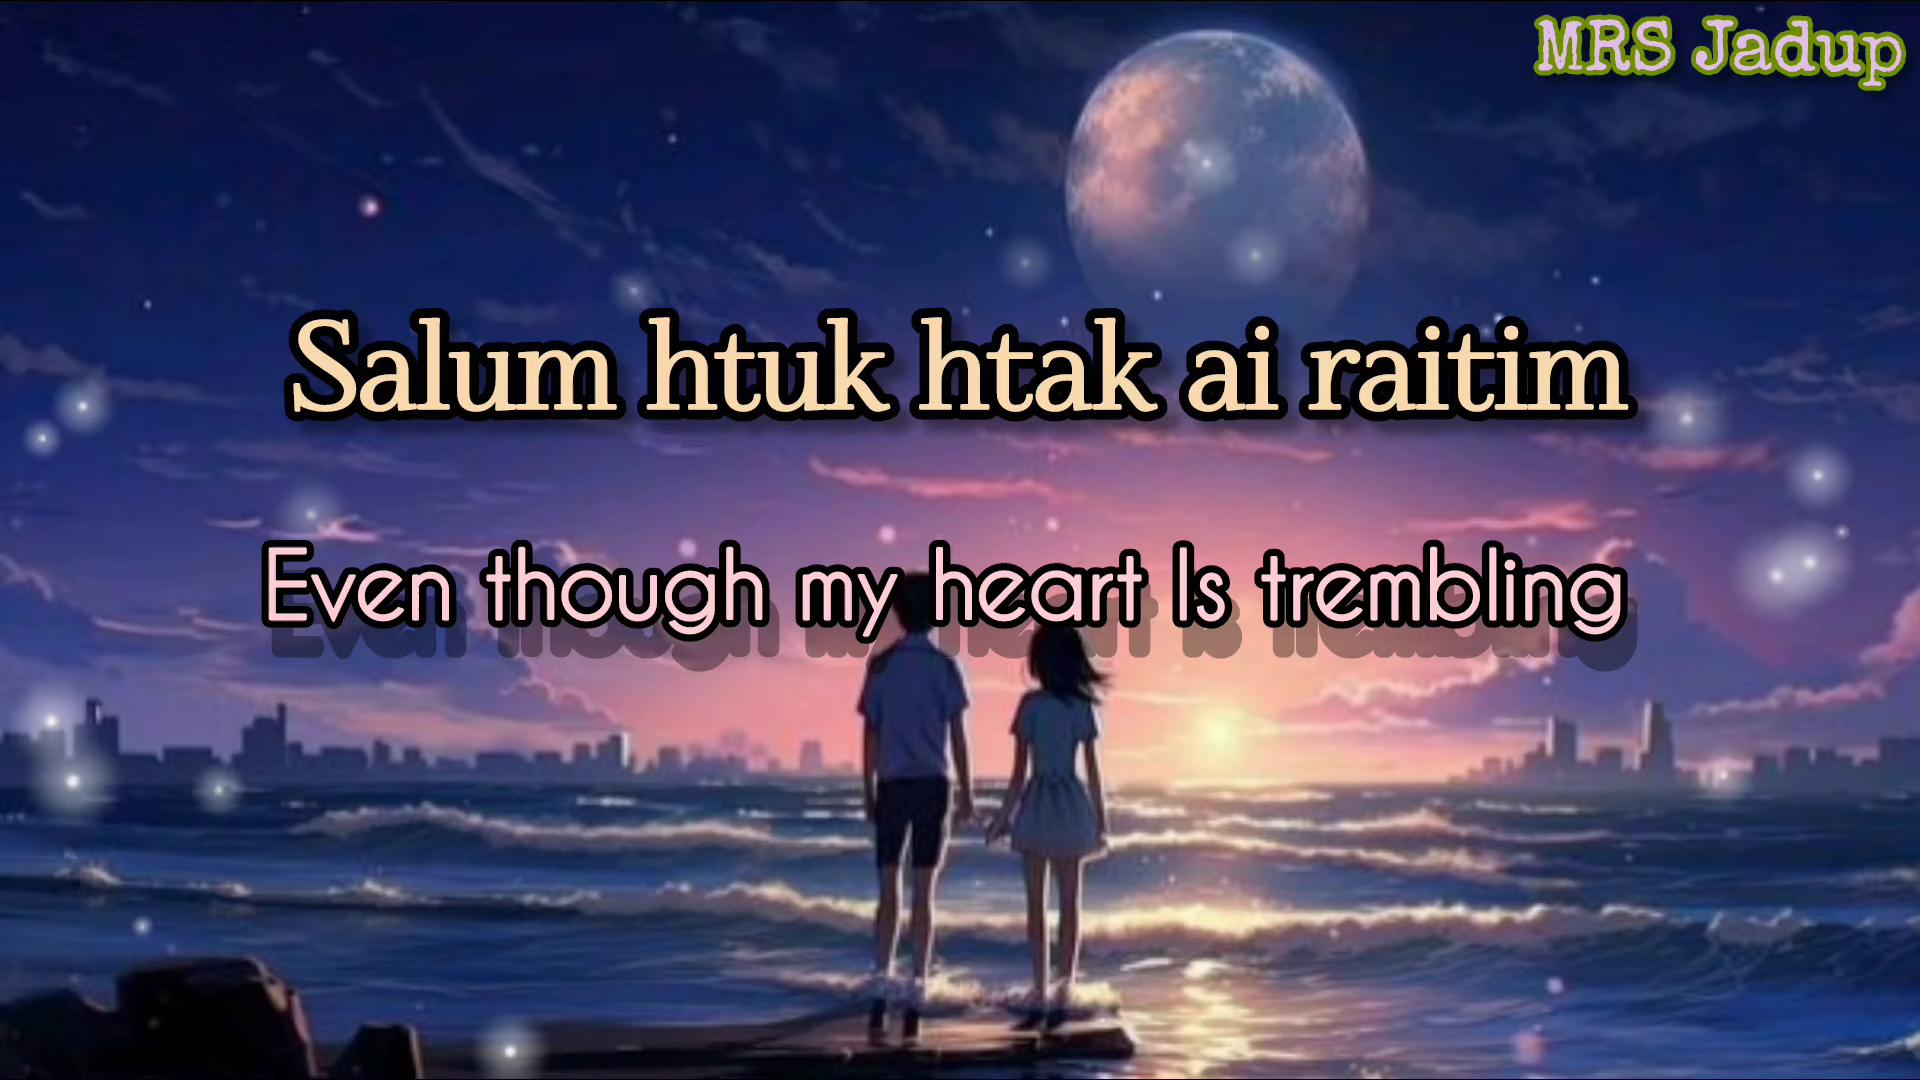 MRS Jadup
Salum htuk htak ai raitim
Even though my heart Is trembling